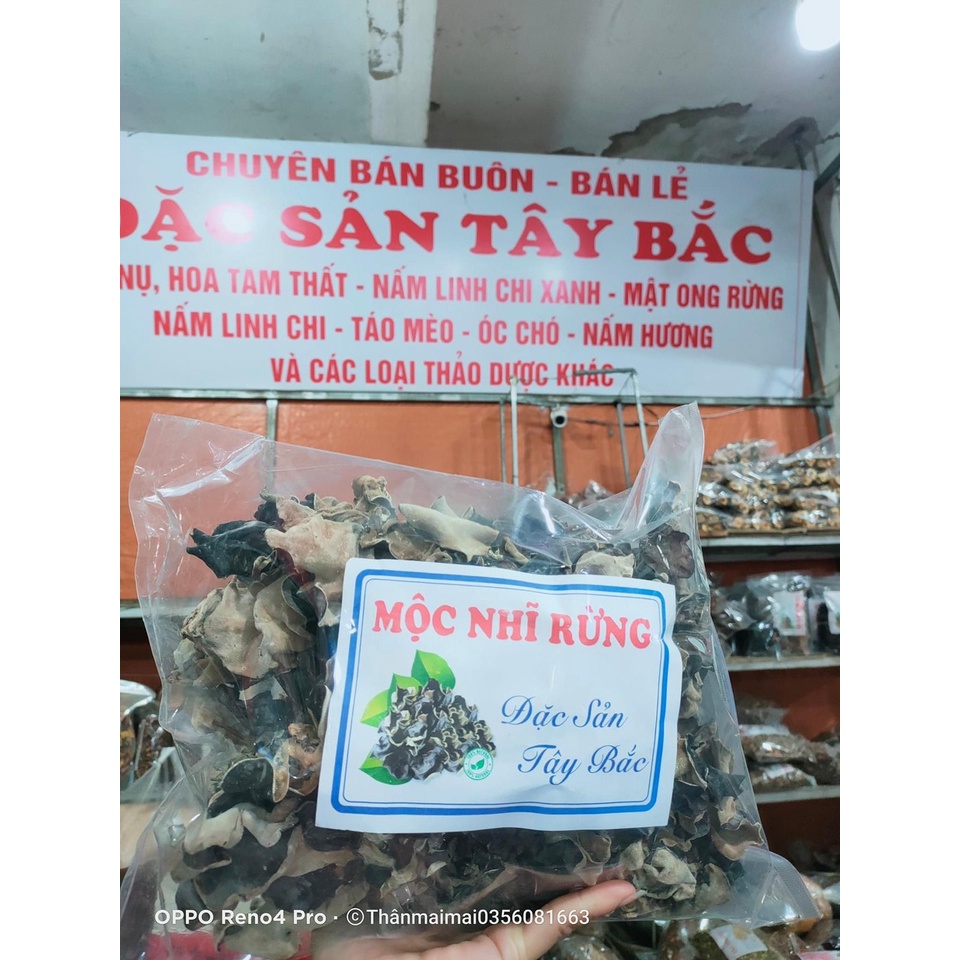 CHUYÊN BÁN BUÔN - BÁN LẺ
ĐẶC SẢN TÂY BẮC
NỤ, HOA TAM THẤT - NẤM LINH CHI XANH - MẬT ONG RỪNG
NẤM LINH CHI - TÁO MÈO - ÓC CHÓ - NẤM HƯƠNG
VÀ CÁC LOẠI THẢO DƯỢC KHÁC
MỘC NHĨ RỪNG
Đặc Sản
Tây Bắc
OPPO Reno4 Pro · ©Thânmaimai0356081663